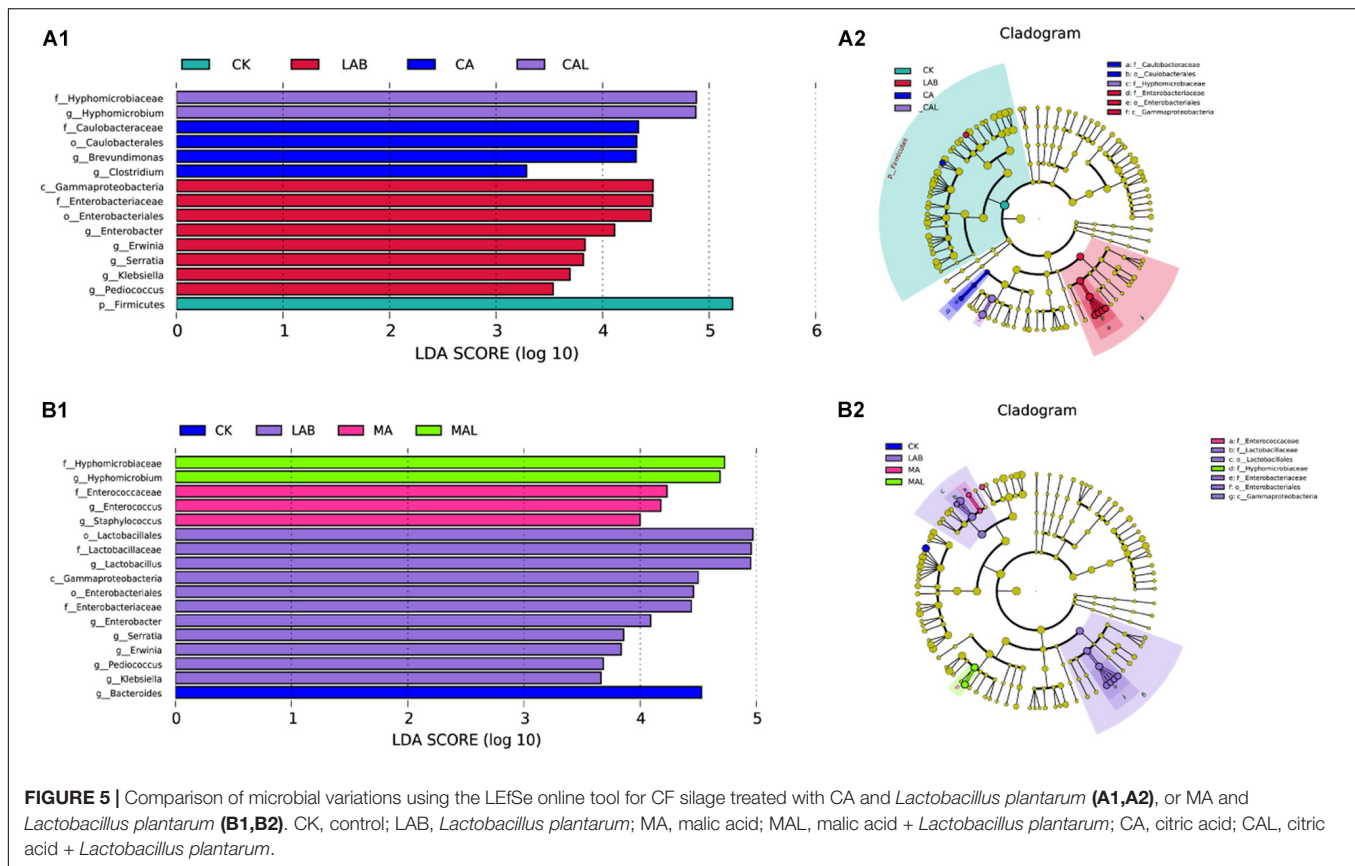 A1
CK LAB CA CAL
f__Hyphomicrobiaceae
g__Hyphomicrobium
f__Caulobacteraceae
o__Caulobacterales
g__Brevundimonas
g__Clostridium
c__Gammaproteobacteria
f__Enterobacteriaceae
o__Enterobacteriales
g__Enterobacter
g__Erwinia
g__Serratia
g__Klebsiella
g__Pediococcus
p__Firmicutes
0 1 2 3 4 5 6
LDA SCORE (log 10)
A2
Cladogram
CK
LAB
CA
_CAL
a: f__Caulobacteraceae
b: o__Caulobacterales
c: f__Hyphomicrobiaceae
d: f__Enterobacteriaceae
e: o__Enterobacteriales
f: c__Gammaproteobacteria
p__Firmicutes
B1
CK LAB MA MAL
f__Hyphomicrobiaceae
g__Hyphomicrobium
f__Enterococcaceae
g__Enterococcus
g__Staphylococcus
o__Lactobacillales
f__Lactobacillaceae
g__Lactobacillus
c__Gammaproteobacteria
o__Enterobacteriales
f__Enterobacteriaceae
g__Enterobacter
g__Serratia
g__Erwinia
g__Pediococcus
g__Klebsiella
g__Bacteroides
0 1 2 3 4 5
LDA SCORE (log 10)
B2
Cladogram
CK
LAB
MA
MAL
a: f__Enterococcaceae
b: f__Lactobacillaceae
c: o__Lactobacillales
d: f__Hyphomicrobiaceae
e: f__Enterobacteriaceae
f: o__Enterobacteriales
g: c__Gammaproteobacteria
FIGURE 5 | Comparison of microbial variations using the LEfSe online tool for CF silage treated with CA and Lactobacillus plantarum (A1,A2), or MA and
Lactobacillus plantarum (B1,B2). CK, control; LAB, Lactobacillus plantarum; MA, malic acid; MAL, malic acid + Lactobacillus plantarum; CA, citric acid; CAL, citric
acid + Lactobacillus plantarum.